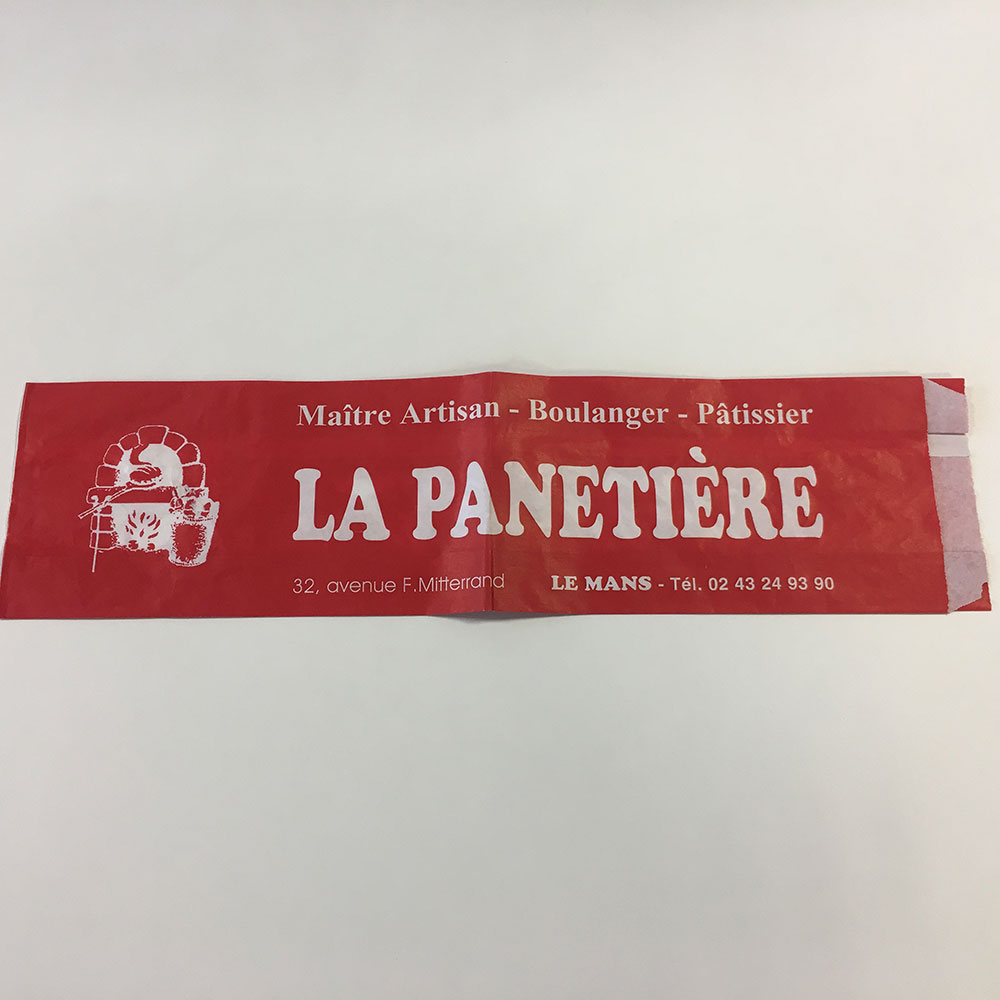 Maître Artisan - Boulanger - Pâtissier
LA PANETIÈRE
32, avenue F.Mitterrand LE MANS - Tél. 02 43 24 93 90